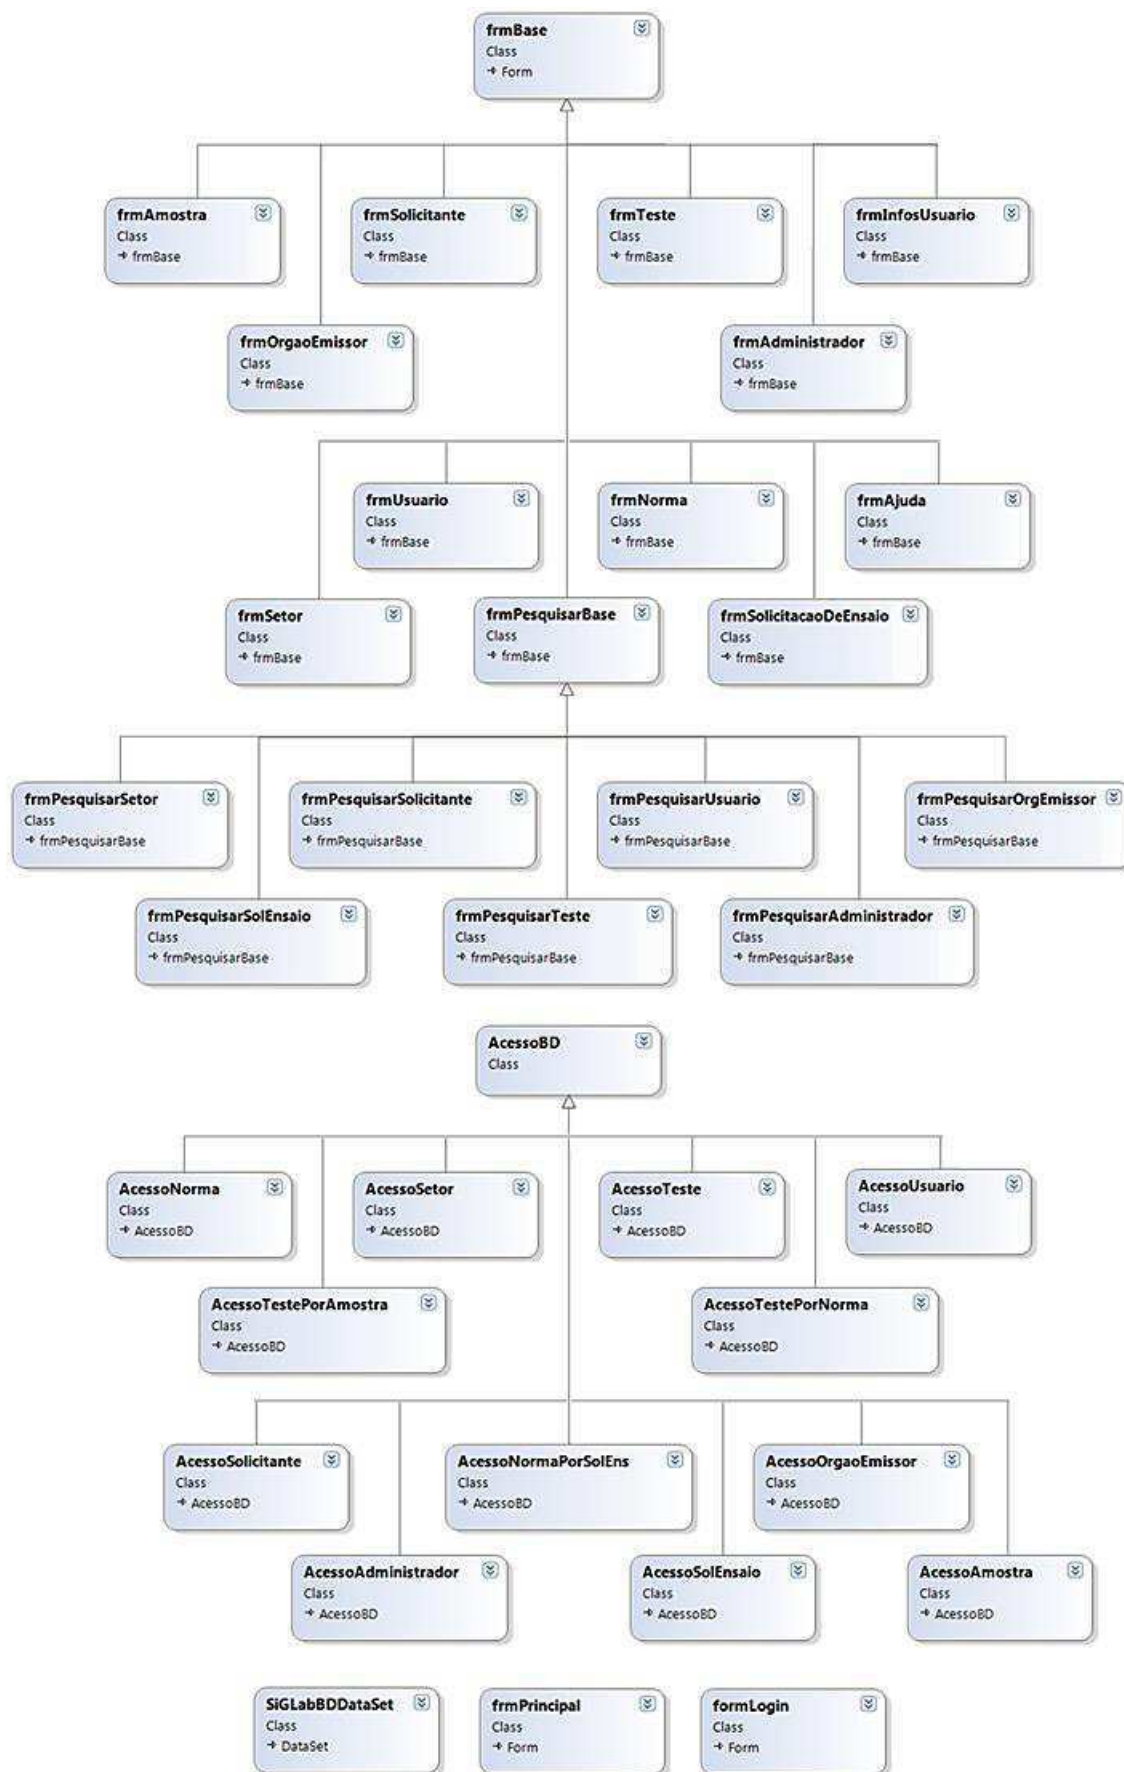 frmBase
Class
Form
frmAmostra
Class
frmBase
frmSolicitante
Class
frmBase
frmTeste
Class
frmBase
frmInfosUsuario
Class
frmBase
frmOrgaoEmissor
Class
frmBase
frmAdministrador
Class
frmBase
frmUsuario
Class
frmBase
frmNorma
Class
frmBase
frmAjuda
Class
frmBase
frmSetor
Class
frmBase
frmPesquisarBase
Class
frmBase
frmSolicitacaoDeEnsaio
Class
frmBase
frmPesquisarSetor
Class
frmPesquisarBase
frmPesquisarSolicitante
Class
frmPesquisarBase
frmPesquisarUsuario
Class
frmPesquisarBase
frmPesquisarOrgEmissor
Class
frmPesquisarBase
frmPesquisarSolEnsaio
Class
frmPesquisarBase
frmPesquisarTeste
Class
frmPesquisarBase
frmPesquisarAdministrador
Class
frmPesquisarBase
AcessoBD
Class
AcessoNorma
Class
AcessoBD
AcessoSetor
Class
AcessoBD
AcessoTeste
Class
AcessoBD
AcessoUsuario
Class
AcessoBD
AcessoTestePorAmostra
Class
AcessoBD
AcessoTestePorNorma
Class
AcessoBD
AcessoSolicitante
Class
AcessoBD
AcessoNormaPorSolEns
Class
AcessoBD
AcessoOrgaoEmissor
Class
AcessoBD
AcessoAdministrador
Class
AcessoBD
AcessoSolEnsaio
Class
AcessoBD
AcessoAmostra
Class
AcessoBD
SiGLabBDDataSet
Class
DataSet
frmPrincipal
Class
Form
formLogin
Class
Form